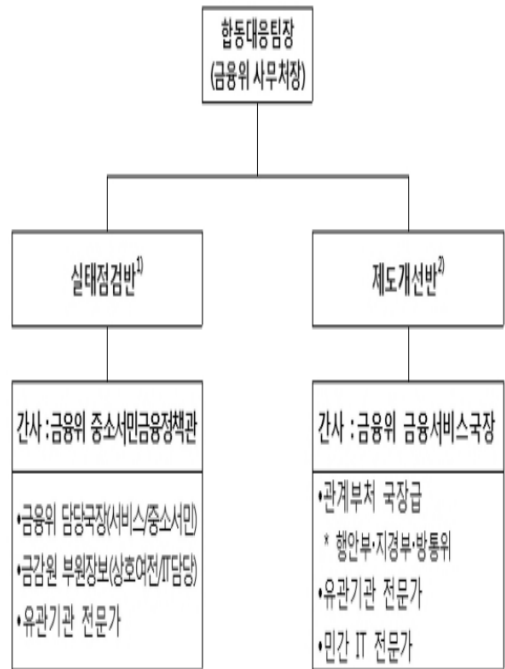 합동대응팀장
(금융위 사무처장)
실태점검반1)
제도개선반2)
간사 : 금융위 중소서민금융정책관
•금융위 담당국장(서비스/중소서민)
•금감원 부원장보(상호여전/IT담당)
•유관기관 전문가
간사 : 금융위 금융서비스국장
•관계부처 국장급
* 행안부·지경부·방통위
•유관기관 전문가
•민간 IT 전문가